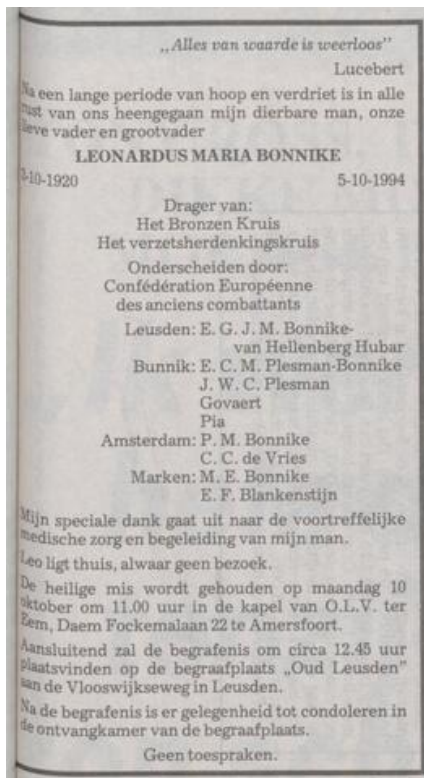 „Alles van waarde is weerloos”
Lucebert
Na een lange periode van hoop en verdriet is in alle
rust van ons heengegaan mijn dierbare man, onze
lieve vader en grootvader
LEONARDUS MARIA BONNIKE
-10-1920 5-10-1994
Drager van:
Het Bronzen Kruis
Het verzetsherdenkingskruis
Onderscheiden door:
Confédération Européenne
des anciens combattants
Leusden: E. G. J. M. Bonnike-
van Hellenberg Hubar
Bunnik: E. C. M. Plesman-Bonnike
J. W. C. Plesman
Govaert
Pia
Amsterdam: P. M. Bonnike
C. C. de Vries
Marken: M. E. Bonnike
E. F. Blankenstijn
Mijn speciale dank gaat uit naar de voortreffelijke
medische zorg en begeleiding van mijn man.
Leo ligt thuis, alwaar geen bezoek.
De heilige mis wordt gehouden op maandag 10
oktober om 11.00 uur in de kapel van O.L.V. ter
Eem, Daem Fockemalaan 22 te Amersfoort.
Aansluitend zal de begrafenis om circa 12.45 uur
plaatsvinden op de begraafplaats „Oud Leusden”
aan de Vlooswijkseweg in Leusden.
Na de begrafenis is er gelegenheid tot condoleren in
de ontvangkamer van de begraafplaats.
Geen toespraken.